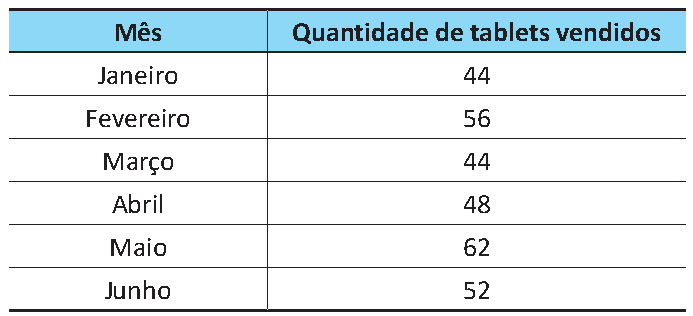 Mês Quantidade de tablets vendidos
Janeiro 44
Fevereiro 56
Março 44
Abril 48
Maio 62
Junho 52